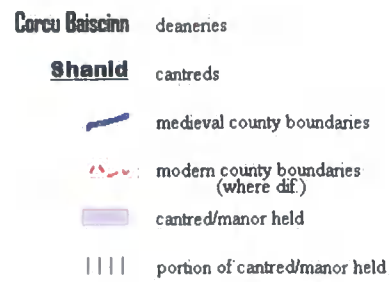 Corcu Baiscinn deaneries
Shanid cantreds
medieval county boundaries
modern county boundaries
(where dif.)
cantred/manor held
portion of cantred/manor held